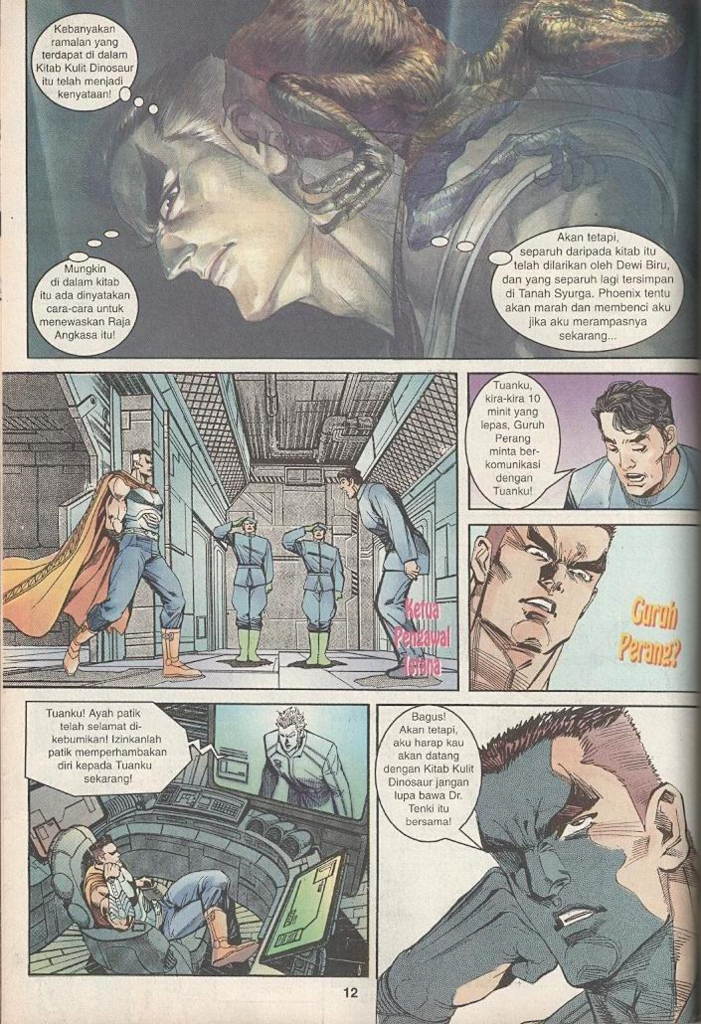 Kebanyakan
ramalan yang
terdapat di dalam
Kitab Kulit Dinosaur
itu telah menjadi
kenyataan!
Mungkin
di dalam kitab
itu ada dinyatakan
cara-cara untuk
menewaskan Raja
Angkasa itu!
Akan tetapi,
separuh daripada kitab itu
telah dilarikan oleh Dewi Biru,
dan yang separuh lagi tersimpan
di Tanah Syurga. Phoenix tentu
akan marah dan membenci aku
jika aku merampasnya
sekarang...
Ketua
Pengawal
Istana
Tuanku,
kira-kira 10
minit yang
lepas, Guruh
Perang
minta ber-
komunikasi
dengan
Tuanku!
Guruh
Perang?
Tuanku! Ayah patik
telah selamat di-
kebumikan! Izinkanlah
patik memperhambakan
diri kepada Tuanku
sekarang!
Bagus!
Akan tetapi,
aku harap kau
akan datang
dengan Kitab Kulit
Dinosaur jangan
lupa bawa Dr.
Tenki itu
bersama!
12